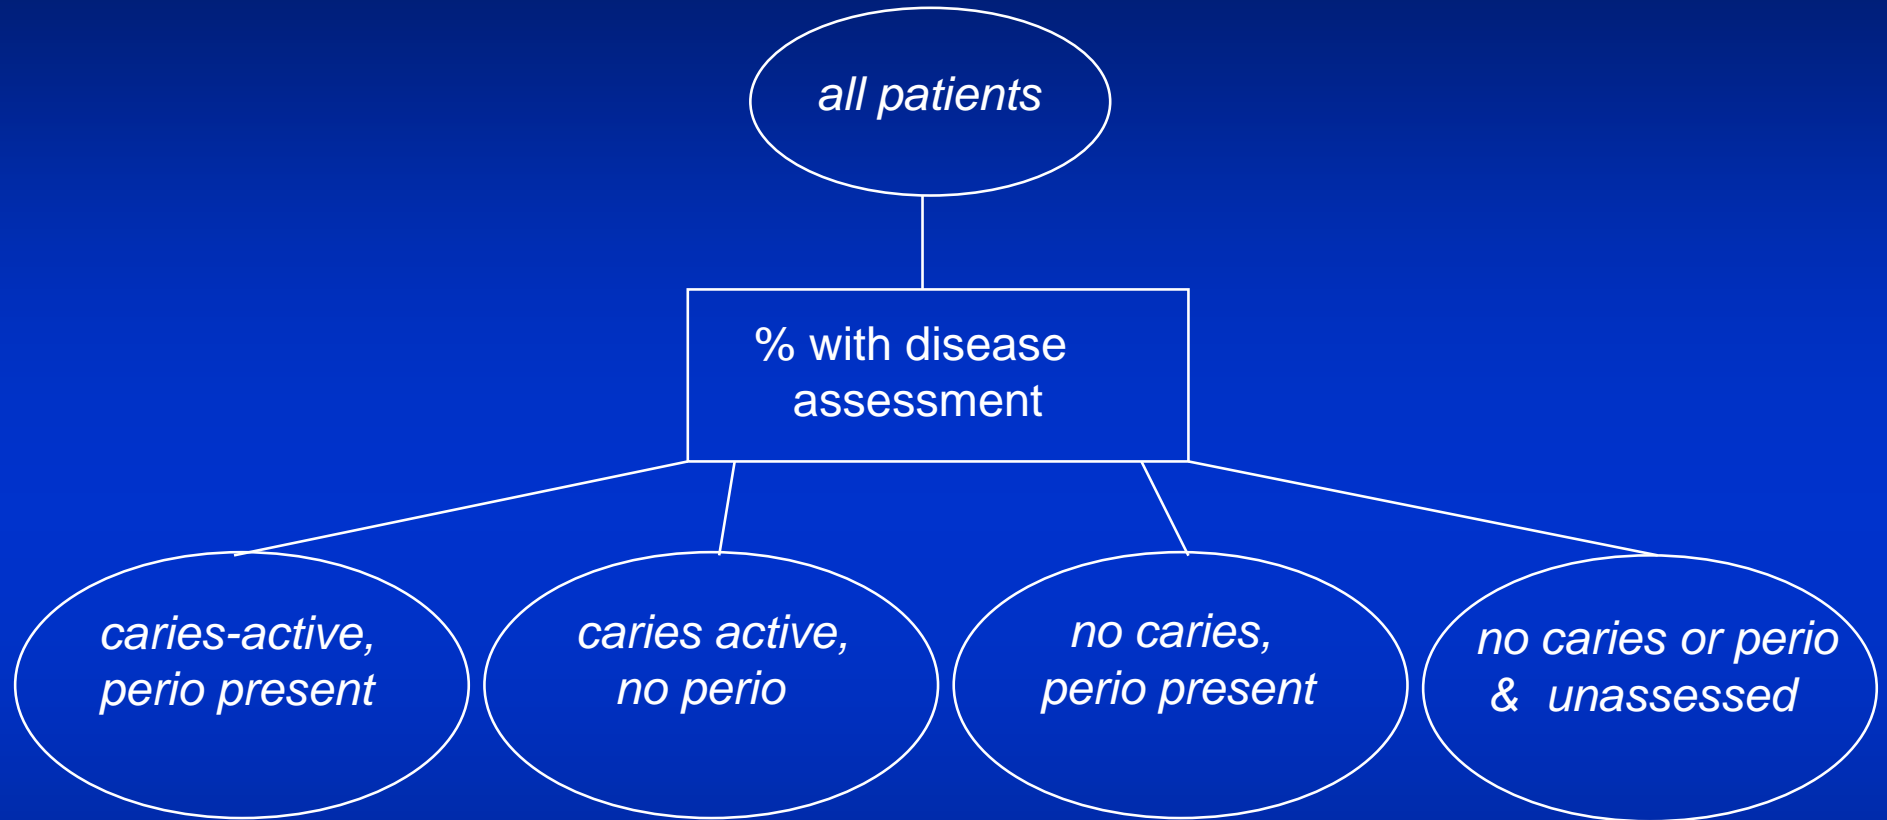 all patients
% with disease
assessment
caries-active,
perio present
caries active,
no perio
no caries,
perio present
no caries or perio
& unassessed